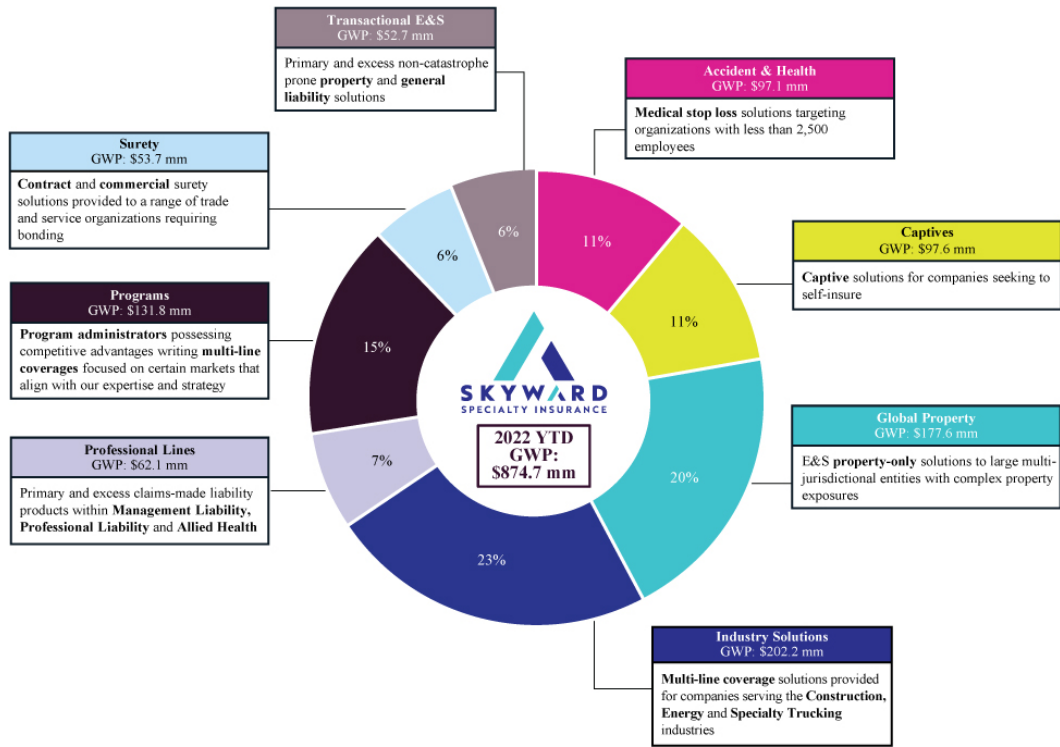 Transactional E&S
GWP: $52.7 mm
Primary and excess non-catastrophe
prone property and general
liability solutions
Accident & Health
GWP: $97.1 mm
Medical stop loss solutions targeting
organizations with less than 2,500
employees
Surety
GWP: $53.7 mm
Contract and commercial surety
solutions provided to a range of trade
and service organizations requiring
bonding
Captives
GWP: $97.6 mm
Captive solutions for companies seeking to
self-insure
Programs
GWP: $131.8 mm
Program administrators possessing
competitive advantages writing multi-line
coverages focused on certain markets that
align with our expertise and strategy
Global Property
GWP: $177.6 mm
E&S property-only solutions to large multi-
jurisdictional entities with complex property
exposures
Professional Lines
GWP: $62.1 mm
Primary and excess claims-made liability
products within Management Liability,
Professional Liability and Allied Health
Industry Solutions
GWP: $202.2 mm
Multi-line coverage solutions provided
for companies serving the Construction,
Energy and Specialty Trucking
industries
6%
11%
6%
11%
15%
7%
20%
23%
SKYWARD
SPECIALTY INSURANCE
2022 YTD
GWP:
$874.7 mm